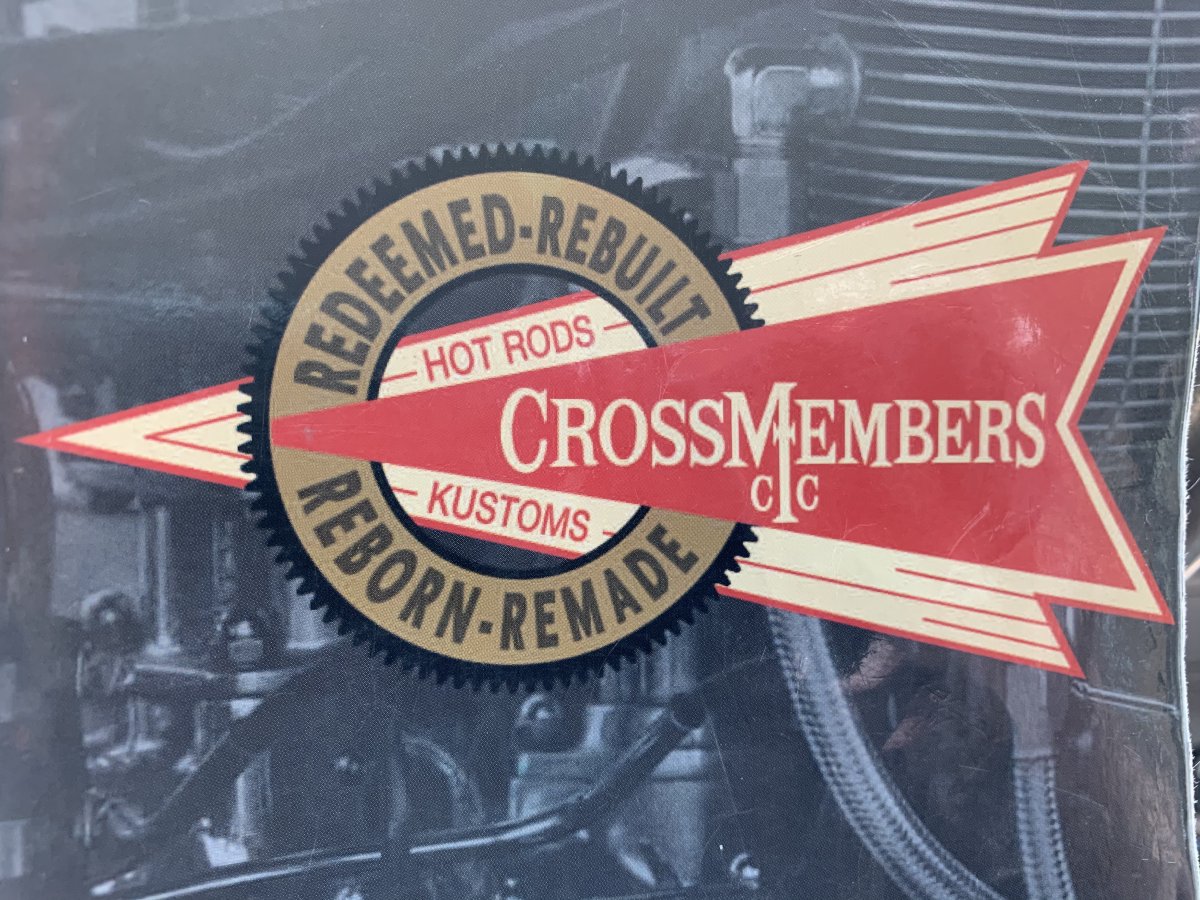 REDEEMED-REBUILT
HOT RODS
CROSSMEMBERS
CC
KUSTOMS
REBORN-REMADE